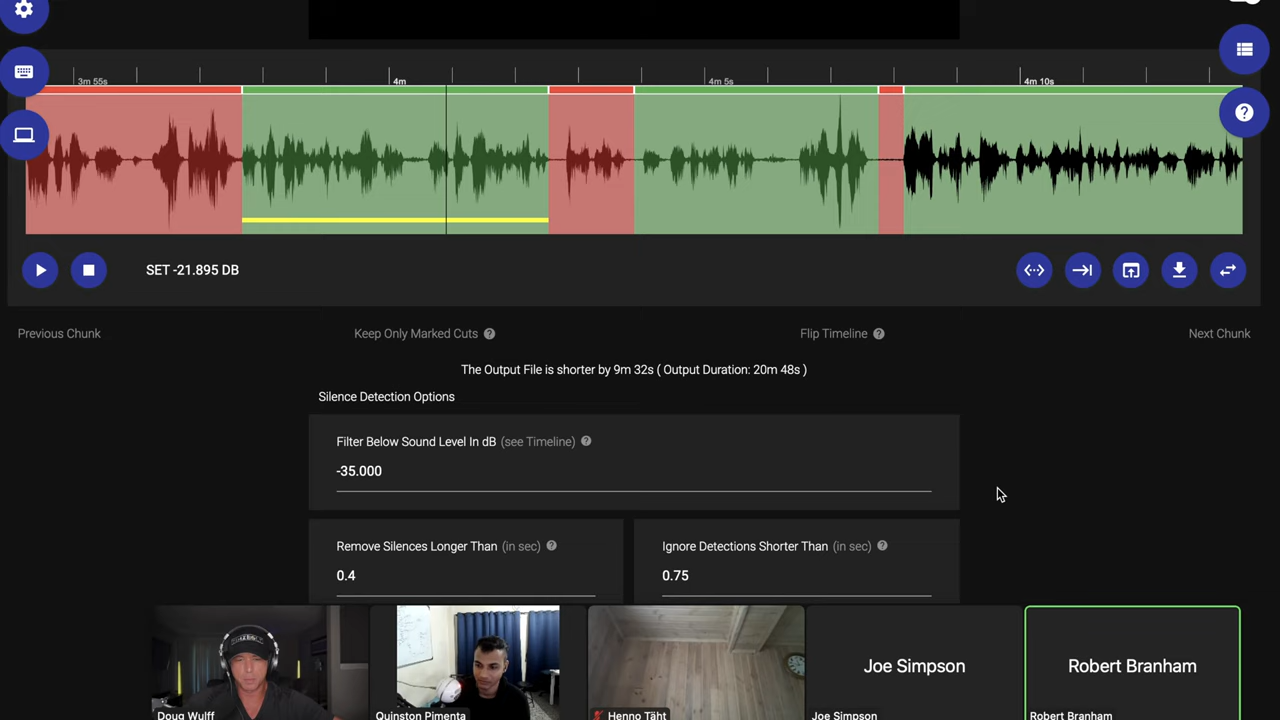 3m 55s 4m 4m 5s 4m 10s
SET -21.895 DB
Previous Chunk Keep Only Marked Cuts Flip Timeline Next Chunk
The Output File is shorter by 9m 32s ( Output Duration: 20m 48s )
Silence Detection Options
Filter Below Sound Level In dB (see Timeline)
-35.000
Remove Silences Longer Than (in sec) Ignore Detections Shorter Than (in sec)
0.4 0.75
Joe Simpson Robert Branham
Doug Wulff Quinston Pimenta Henno Täht Joe Simpson Robert Branham